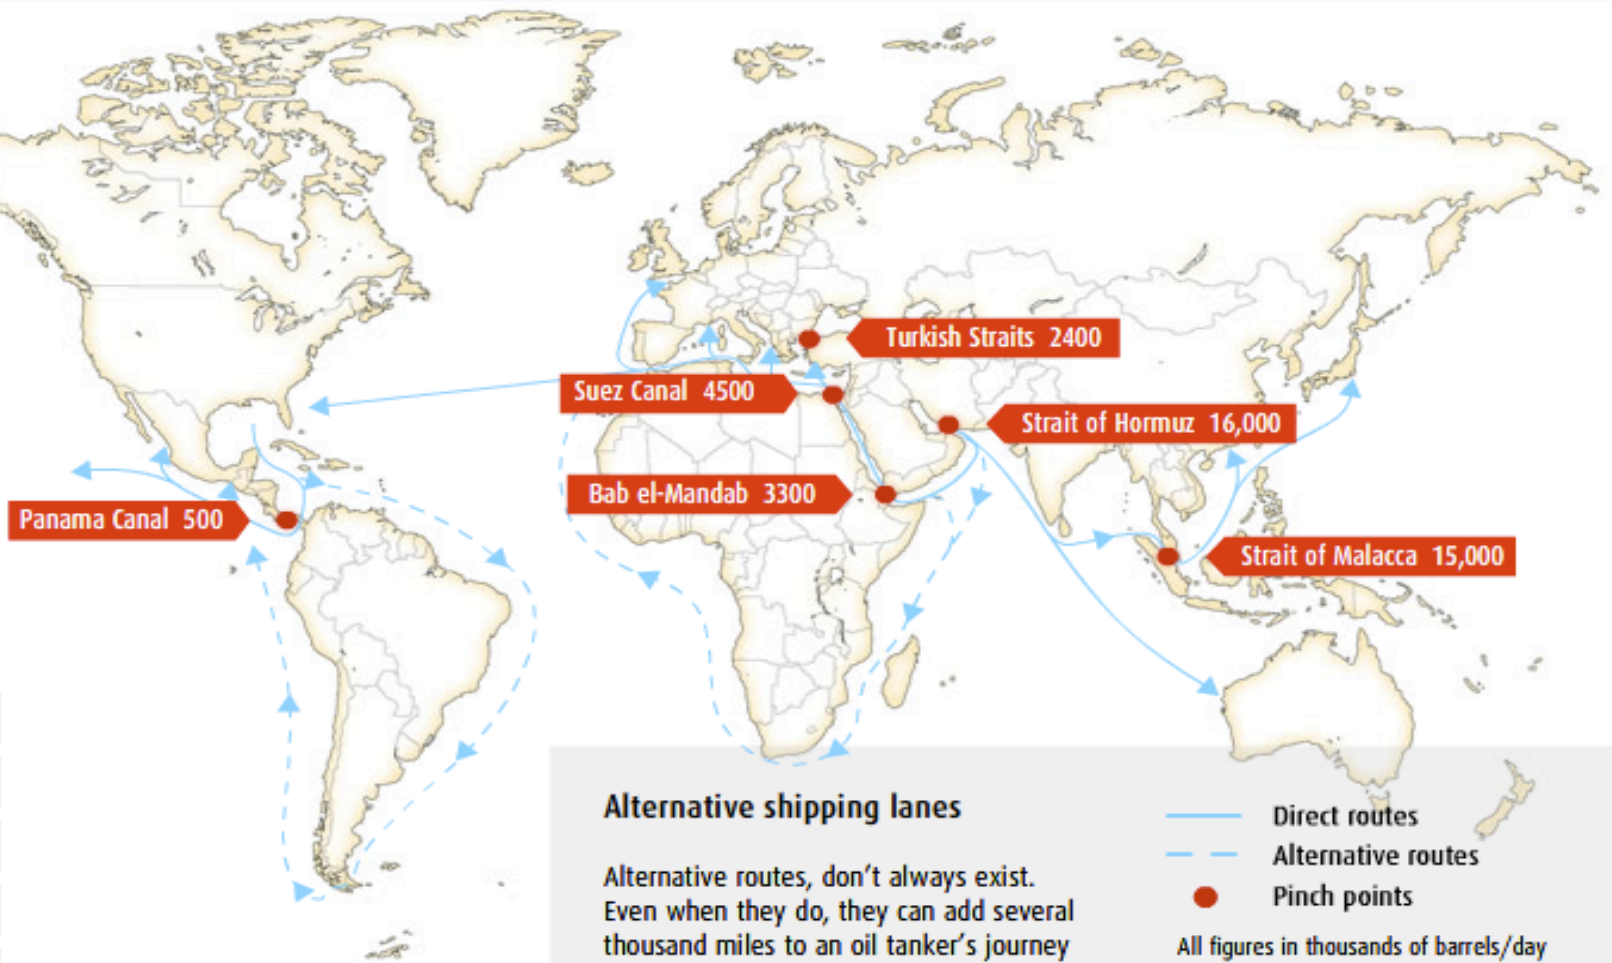 Turkish Straits 2400
Suez Canal 4500
Strait of Hormuz 16,000
Bab el-Mandab 3300
Panama Canal 500
Strait of Malacca 15,000
Alternative shipping lanes
Alternative routes, don't always exist.
Even when they do, they can add several
thousand miles to an oil tanker's journey
Direct routes
Alternative routes
Pinch points
All figures in thousands of barrels/day